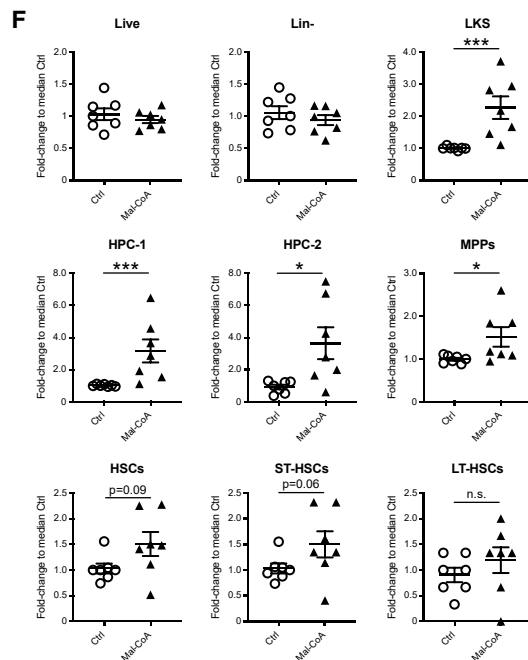 F
Live
Lin-
LKS
Fold-change to median Ctrl
2.0
1.5
1.0
0.5
0
Ctrl
Mal-CoA
Fold-change to median Ctrl
2.0
1.5
1.0
0.5
0
Ctrl
Mal-CoA
Fold-change to median Ctrl
***
4.0
3.0
2.0
1.0
0
Ctrl
Mal-CoA
HPC-1
HPC-2
MPPs
Fold-change to median Ctrl
***
8.0
6.0
4.0
2.0
0
Ctrl
Mal-CoA
Fold-change to median Ctrl
*
8.0
6.0
4.0
2.0
0
Ctrl
Mal-CoA
Fold-change to median Ctrl
*
3.0
2.0
1.0
0
Ctrl
Mal-CoA
HSCs
ST-HSCs
LT-HSCs
Fold-change to median Ctrl
p=0.09
2.5
2.0
1.5
1.0
0.5
0
Ctrl
Mal-CoA
Fold-change to median Ctrl
p=0.06
2.5
2.0
1.5
1.0
0.5
0
Ctrl
Mal-CoA
Fold-change to median Ctrl
n.s.
2.5
2.0
1.5
1.0
0.5
0
Ctrl
Mal-CoA